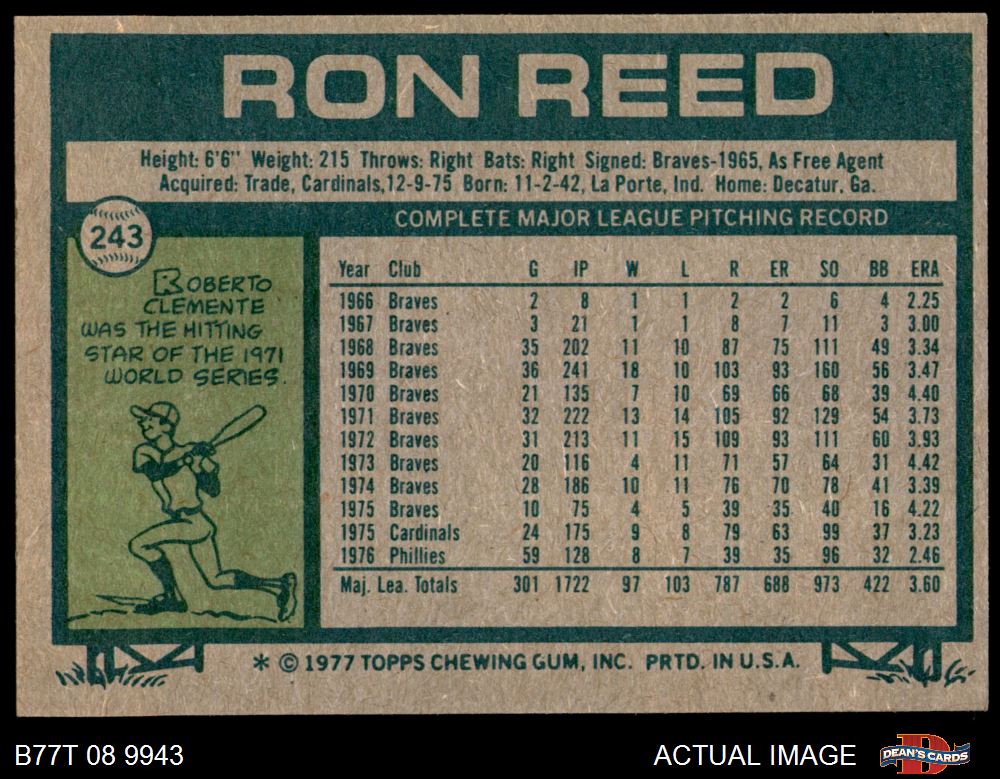 RON REED
Height: 6'6" Weight: 215 Throws: Right Bats: Right Signed: Braves-1965, As Free Agent
Acquired: Trade, Cardinals,12-9-75 Born: 11-2-42, La Porte, Ind. Home: Decatur, Ga.
243
COMPLETE MAJOR LEAGUE PITCHING RECORD
ROBERTO
CLEMENTE
WAS THE HITTING
STAR OF THE 1971
WORLD SERIES.
Year Club G IP W L R ER SO BB ERA
1966 Braves 2 8 1 1 2 2 6 4 2.25
1967 Braves 3 21 1 1 8 7 11 3 3.00
1968 Braves 35 202 11 10 87 75 111 49 3.34
1969 Braves 36 241 18 10 103 93 160 56 3.47
1970 Braves 21 135 7 10 69 66 68 39 4.40
1971 Braves 32 222 13 14 105 92 129 54 3.73
1972 Braves 31 213 11 15 109 93 111 60 3.93
1973 Braves 20 116 4 11 71 57 64 31 4.42
1974 Braves 28 186 10 11 76 70 78 41 3.39
1975 Braves 10 75 4 5 39 35 40 16 4.22
1975 Cardinals 24 175 9 8 79 63 99 37 3.23
1976 Phillies 59 128 8 7 39 35 96 32 2.46
Maj. Lea. Totals 301 1722 97 103 787 688 973 422 3.60
* © 1977 TOPPS CHEWING GUM, INC. PRTD. IN U.S.A.
B77T 08 9943
ACTUAL IMAGE
DEAN'S CARDS